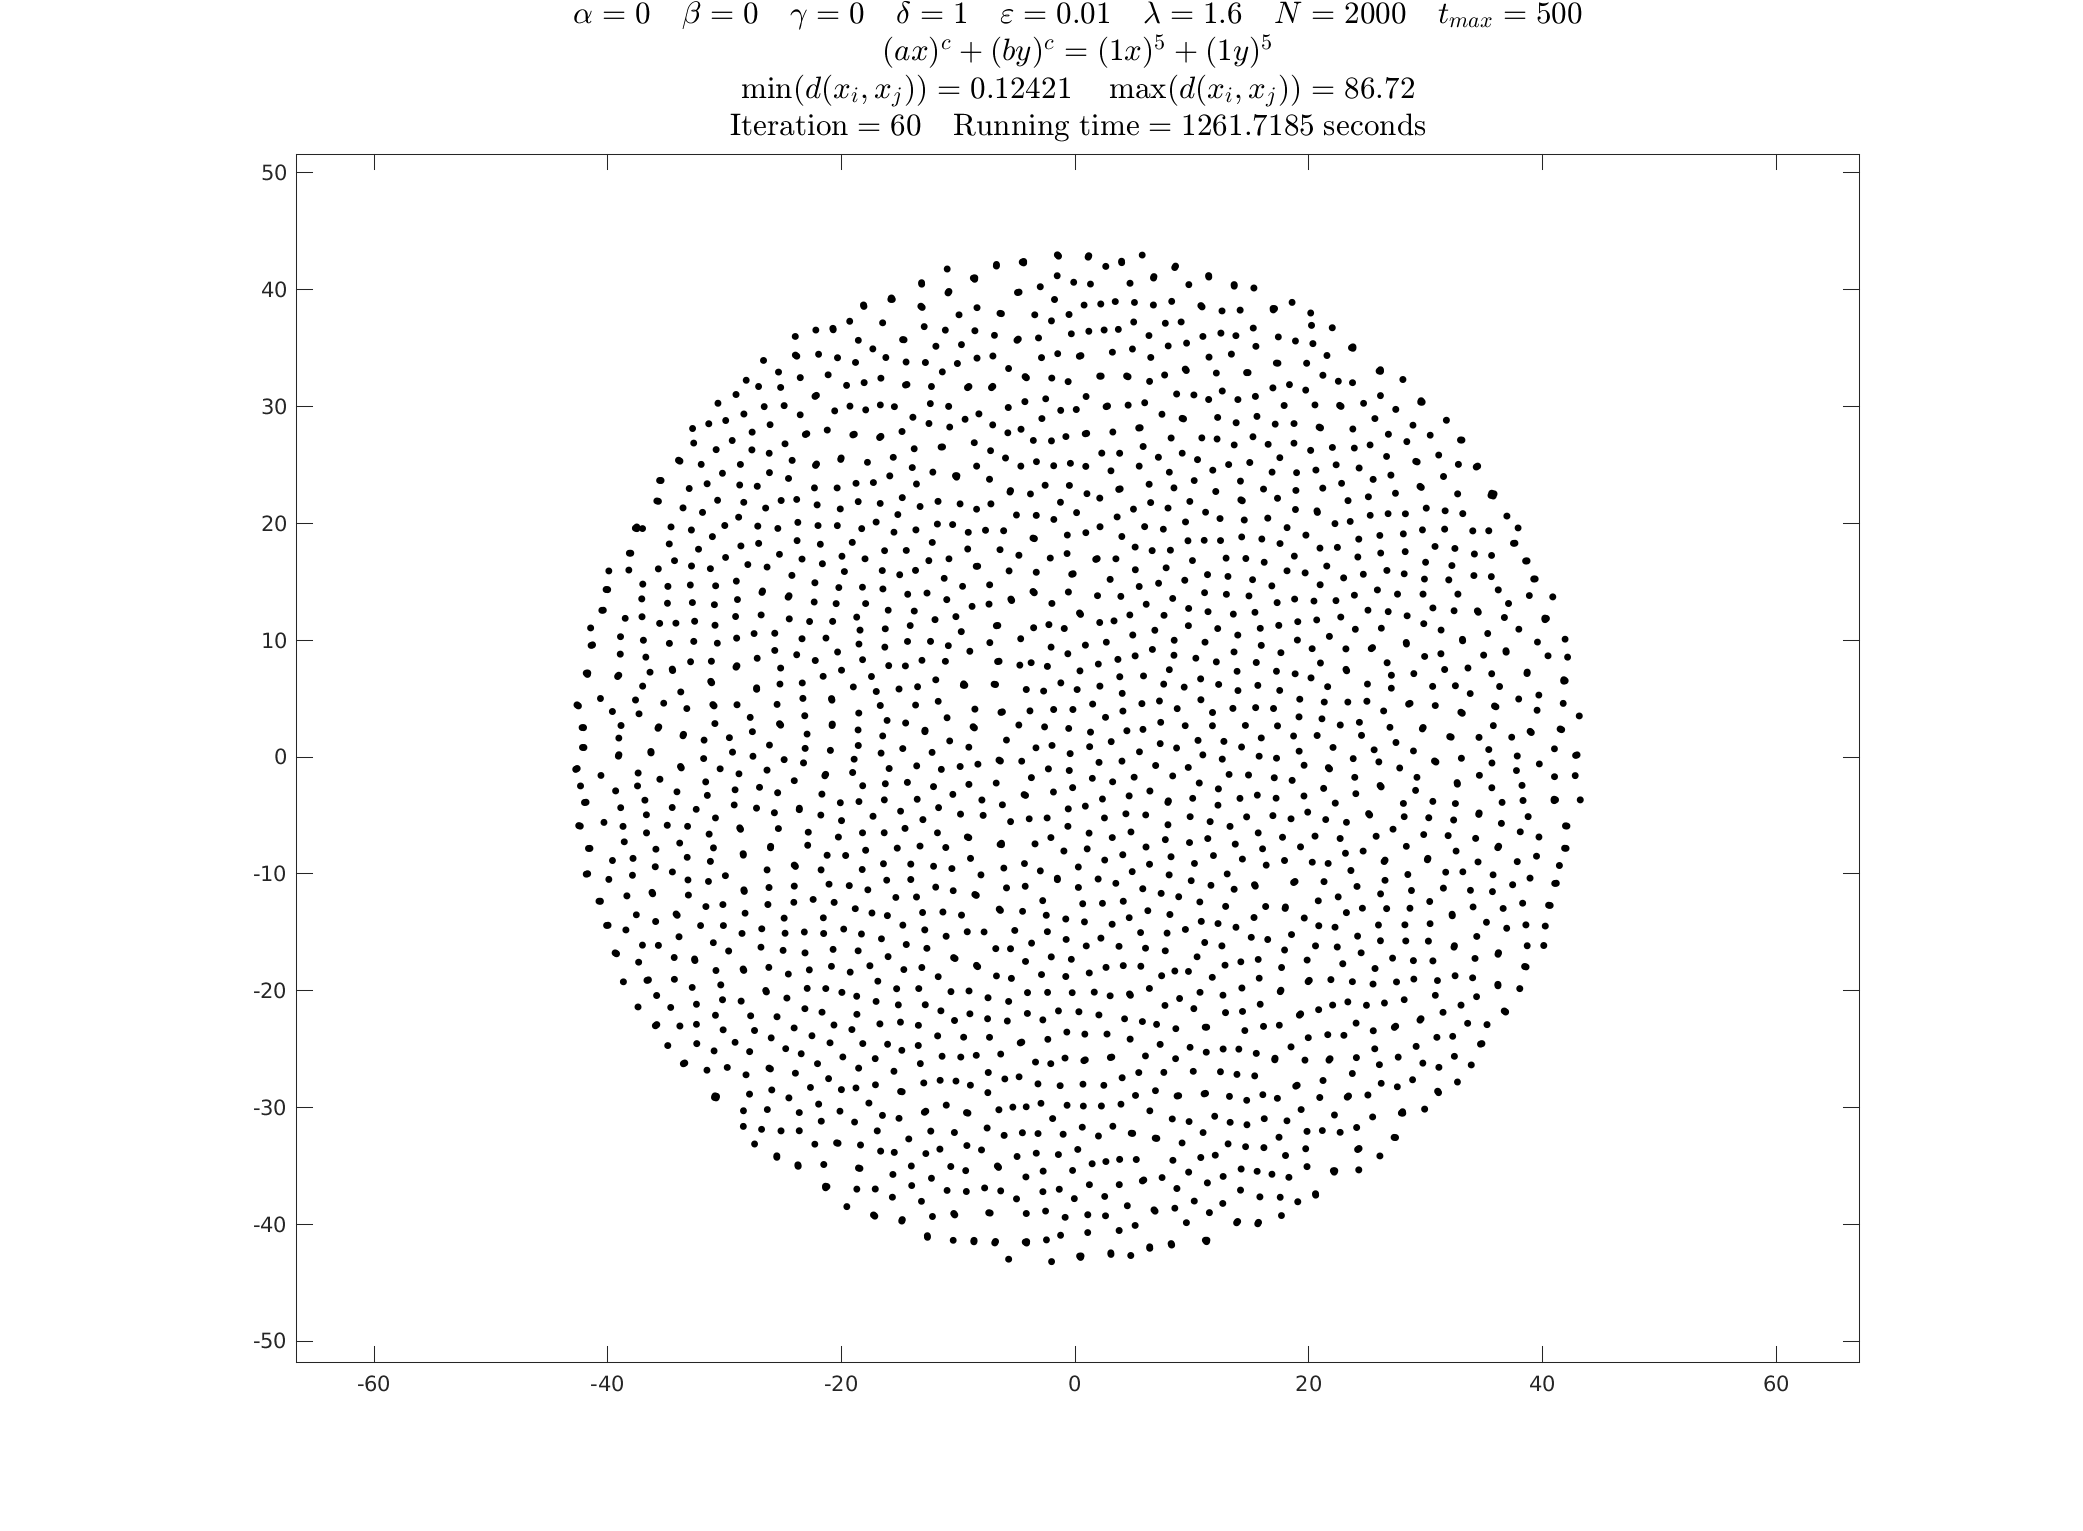 α = 0 β = 0 γ = 0 δ = 1 ε = 0.01 λ = 1.6 N = 2000 t_{max} = 500
(ax)^c + (by)^c = (1x)^5 + (1y)^5
min(d(x_i, x_j)) = 0.12421 max(d(x_i, x_j)) = 86.72
Iteration = 60 Running time = 1261.7185 seconds
50
40
30
20
10
0
-10
-20
-30
-40
-50
-60 -40 -20 0 20 40 60